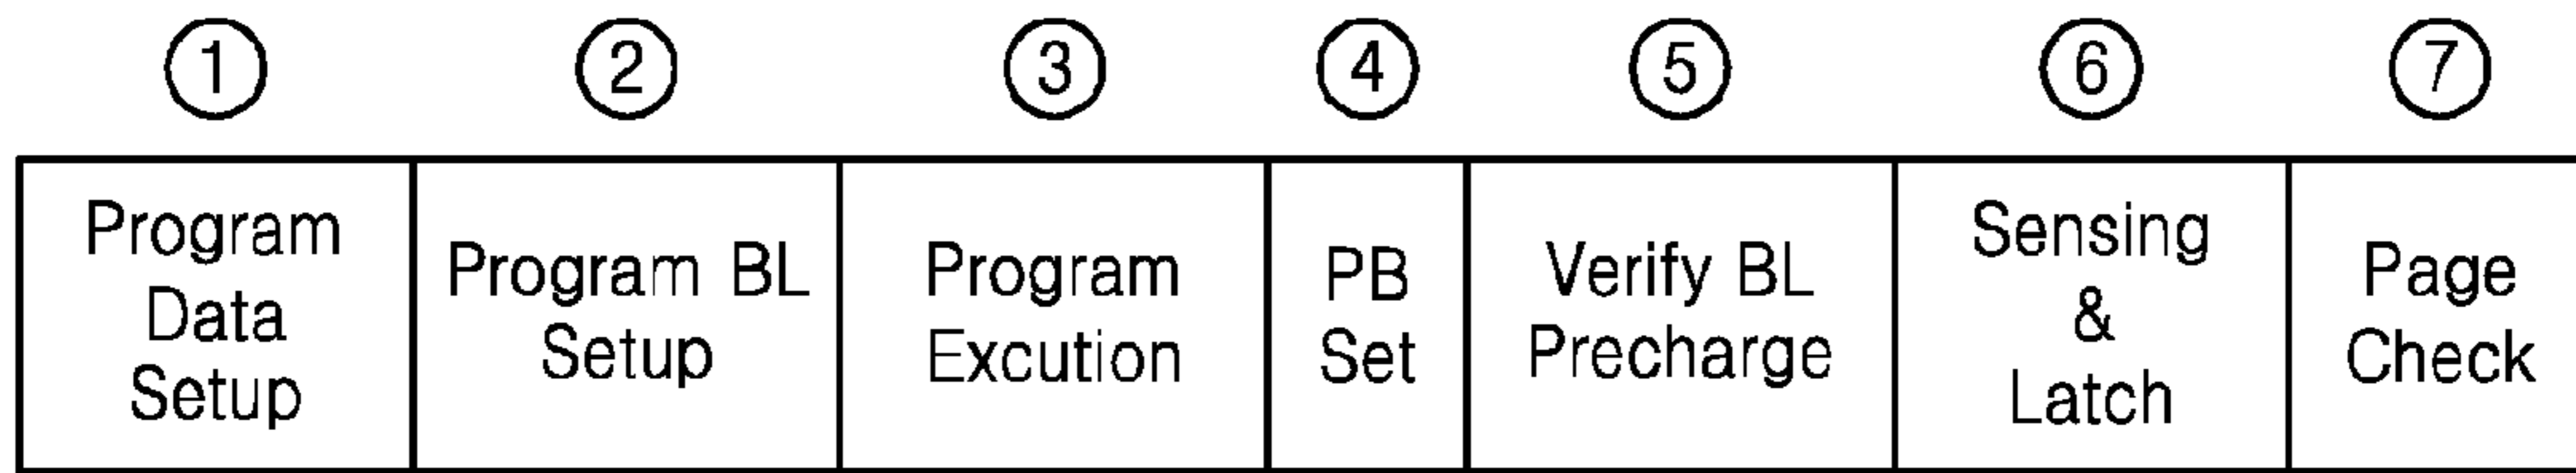 ① ② ③ ④ ⑤ ⑥ ⑦
Program
Data
Setup
Program BL
Setup
Program
Excution
PB
Set
Verify BL
Precharge
Sensing
&
Latch
Page
Check